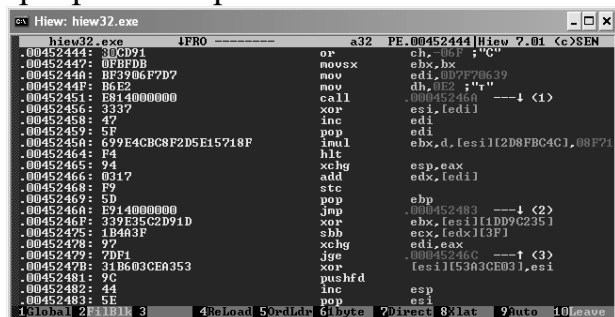 Hiew: hiew32.exe
hiew32.exe ↓FRO -------- a32 PE.00452444 Hiew 7.01 (c)SEN
.00452444: 80CD91 or ch,-06F ;"С"
.00452447: 0FBFDB movsx ebx,bx
.0045244A: BF3906F7D7 mov edi,0D7F70639
.0045244F: B6E2 mov dh,0E2 ;"т"
.00452451: E814000000 call .00045246A ---↓ (1)
.00452456: 3337 xor esi,[edi]
.00452458: 47 inc edi
.00452459: 5F pop edi
.0045245A: 699E4CBC8F2D5E15718F imul ebx,d,[esi][2D8FBC4C],08F71
.00452464: F4 hlt
.00452465: 94 xchg esp,eax
.00452466: 0317 add edx,[edi]
.00452468: F9 stc
.00452469: 5D pop ebp
.0045246A: E914000000 jmp .000452483 ---↓ (2)
.0045246F: 339E35C2D91D xor ebx,[esi][1DD9C235]
.00452475: 1B4A3F sbb ecx,[edx][3F]
.00452478: 97 xchg edi,eax
.00452479: 7DF1 jge .00045246C ---↑ (3)
.0045247B: 31B603CEA353 xor [esi][53A3CE03],esi
.00452481: 9C pushfd
.00452482: 44 inc esp
.00452483: 5E pop esi
1Global 2FilBlk 3 4ReLoad 5OrdLdr 6Ibyte 7Direct 8Xlat 9Auto 10Leave